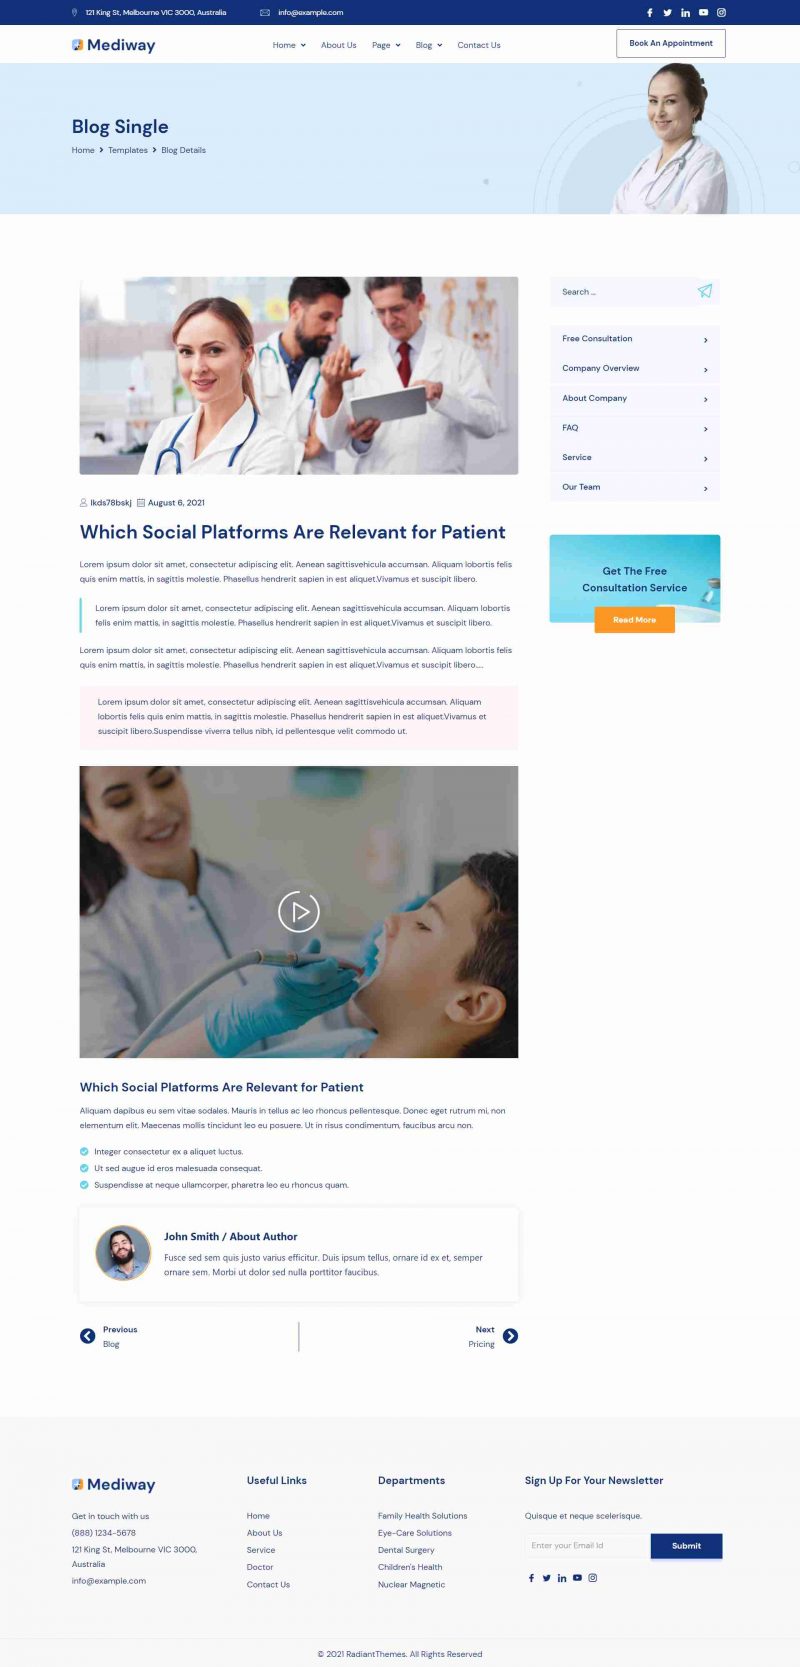 121 King St, Melbourne VIC 3000, Australia
info@example.com
Mediway
Home
About Us
Page
Blog
Contact Us
Book An Appointment
Blog Single
Home
Templates
Blog Details
lkds78bskj
August 6, 2021
Which Social Platforms Are Relevant for Patient
Lorem ipsum dolor sit amet, consectetur adipiscing elit. Aenean sagittisvehicula accumsan. Aliquam lobortis felis
quis enim mattis, in sagittis molestie. Phasellus hendrerit sapien in est aliquet.Vivamus et suscipit libero.
Lorem ipsum dolor sit amet, consectetur adipiscing elit. Aenean sagittisvehicula accumsan. Aliquam lobortis
felis quis enim mattis, in sagittis molestie. Phasellus hendrerit sapien in est aliquet.Vivamus et suscipit libero.
Lorem ipsum dolor sit amet, consectetur adipiscing elit. Aenean sagittisvehicula accumsan. Aliquam lobortis felis
quis enim mattis, in sagittis molestie. Phasellus hendrerit sapien in est aliquet.Vivamus et suscipit libero....
Lorem ipsum dolor sit amet, consectetur adipiscing elit. Aenean sagittisvehicula accumsan. Aliquam
lobortis felis quis enim mattis, in sagittis molestie. Phasellus hendrerit sapien in est aliquet.Vivamus et
suscipit libero.Suspendisse viverra tellus nibh, id pellentesque velit commodo ut.
Which Social Platforms Are Relevant for Patient
Aliquam dapibus eu sem vitae sodales. Mauris in tellus ac leo rhoncus pellentesque. Donec eget rutrum mi, non
elementum elit. Maecenas mollis tincidunt leo eu posuere. Ut in risus condimentum, faucibus arcu non.
Integer consectetur ex a aliquet luctus.
Ut sed augue id eros malesuada consequat.
Suspendisse at neque ullamcorper, pharetra leo eu rhoncus quam.
John Smith / About Author
Fusce sed sem quis justo varius efficitur. Duis ipsum tellus, ornare id ex et, semper
ornare sem. Morbi ut dolor sed nulla porttitor faucibus.
Previous
Blog
Next
Pricing
Search ...
Free Consultation
Company Overview
About Company
FAQ
Service
Our Team
Get The Free
Consultation Service
Read More
Mediway
Get in touch with us
(888) 1234-5678
121 King St, Melbourne VIC 3000,
Australia
info@example.com
Useful Links
Home
About Us
Service
Doctor
Contact Us
Departments
Family Health Solutions
Eye-Care Solutions
Dental Surgery
Children's Health
Nuclear Magnetic
Sign Up For Your Newsletter
Quisque et neque scelerisque.
Enter your Email Id
Submit
© 2021 RadiantThemes. All Rights Reserved